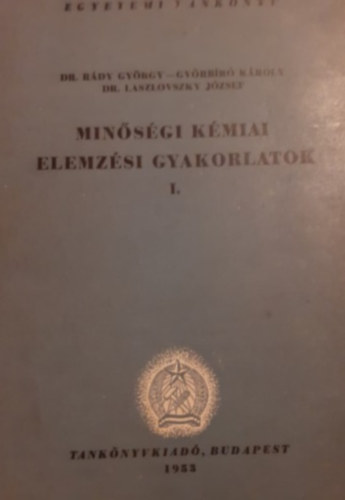 EGYETEMI TANKÖNYV
DR. RÁDY GYÖRGY – GYŐRBÍRÓ KÁROLY
DR. LASZLOVSZKY JÓZSEF
MINŐSÉGI KÉMIAI
ELEMZÉSI GYAKORLATOK
I.
TANKÖNYVKIADÓ, BUDAPEST
1953